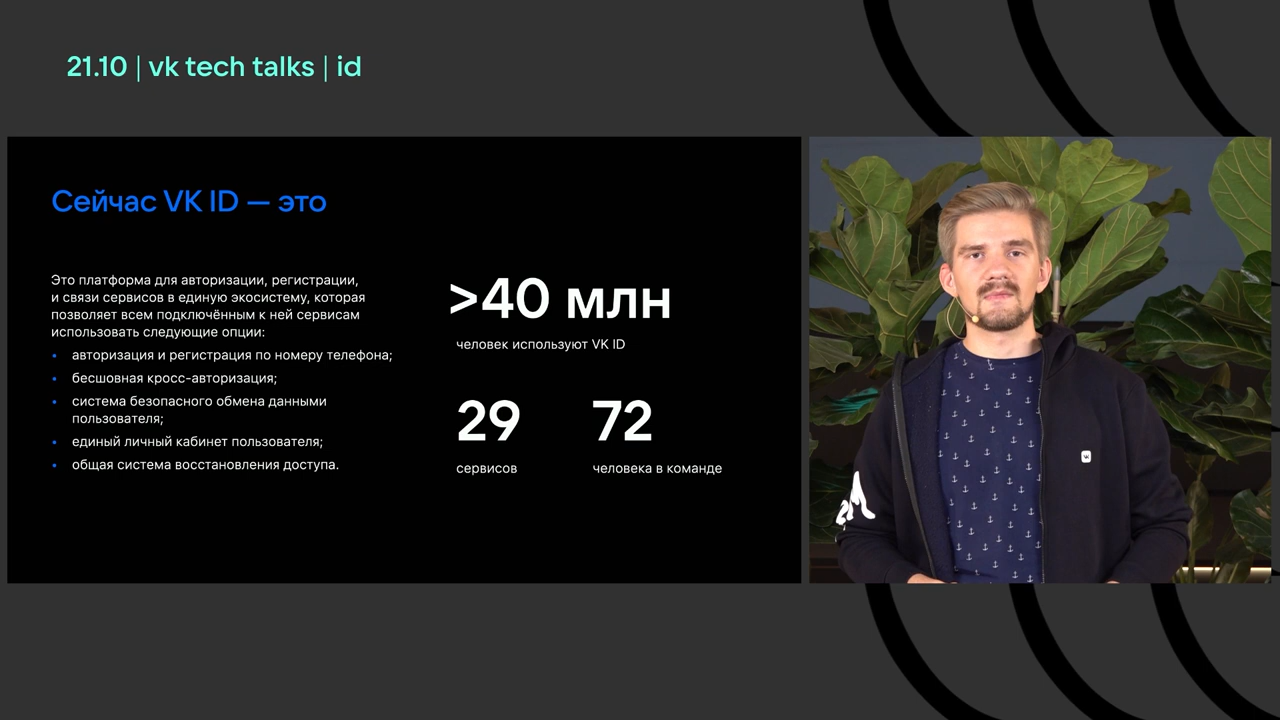 21.10 | vk tech talks | id
Сейчас VK ID — это
Это платформа для авторизации, регистрации,
и связи сервисов в единую экосистему, которая
позволяет всем подключённым к ней сервисам
использовать следующие опции:
• авторизация и регистрация по номеру телефона;
• бесшовная кросс-авторизация;
• система безопасного обмена данными
пользователя;
• единый личный кабинет пользователя;
• общая система восстановления доступа.
>40 млн
человек используют VK ID
29
сервисов
72
человека в команде